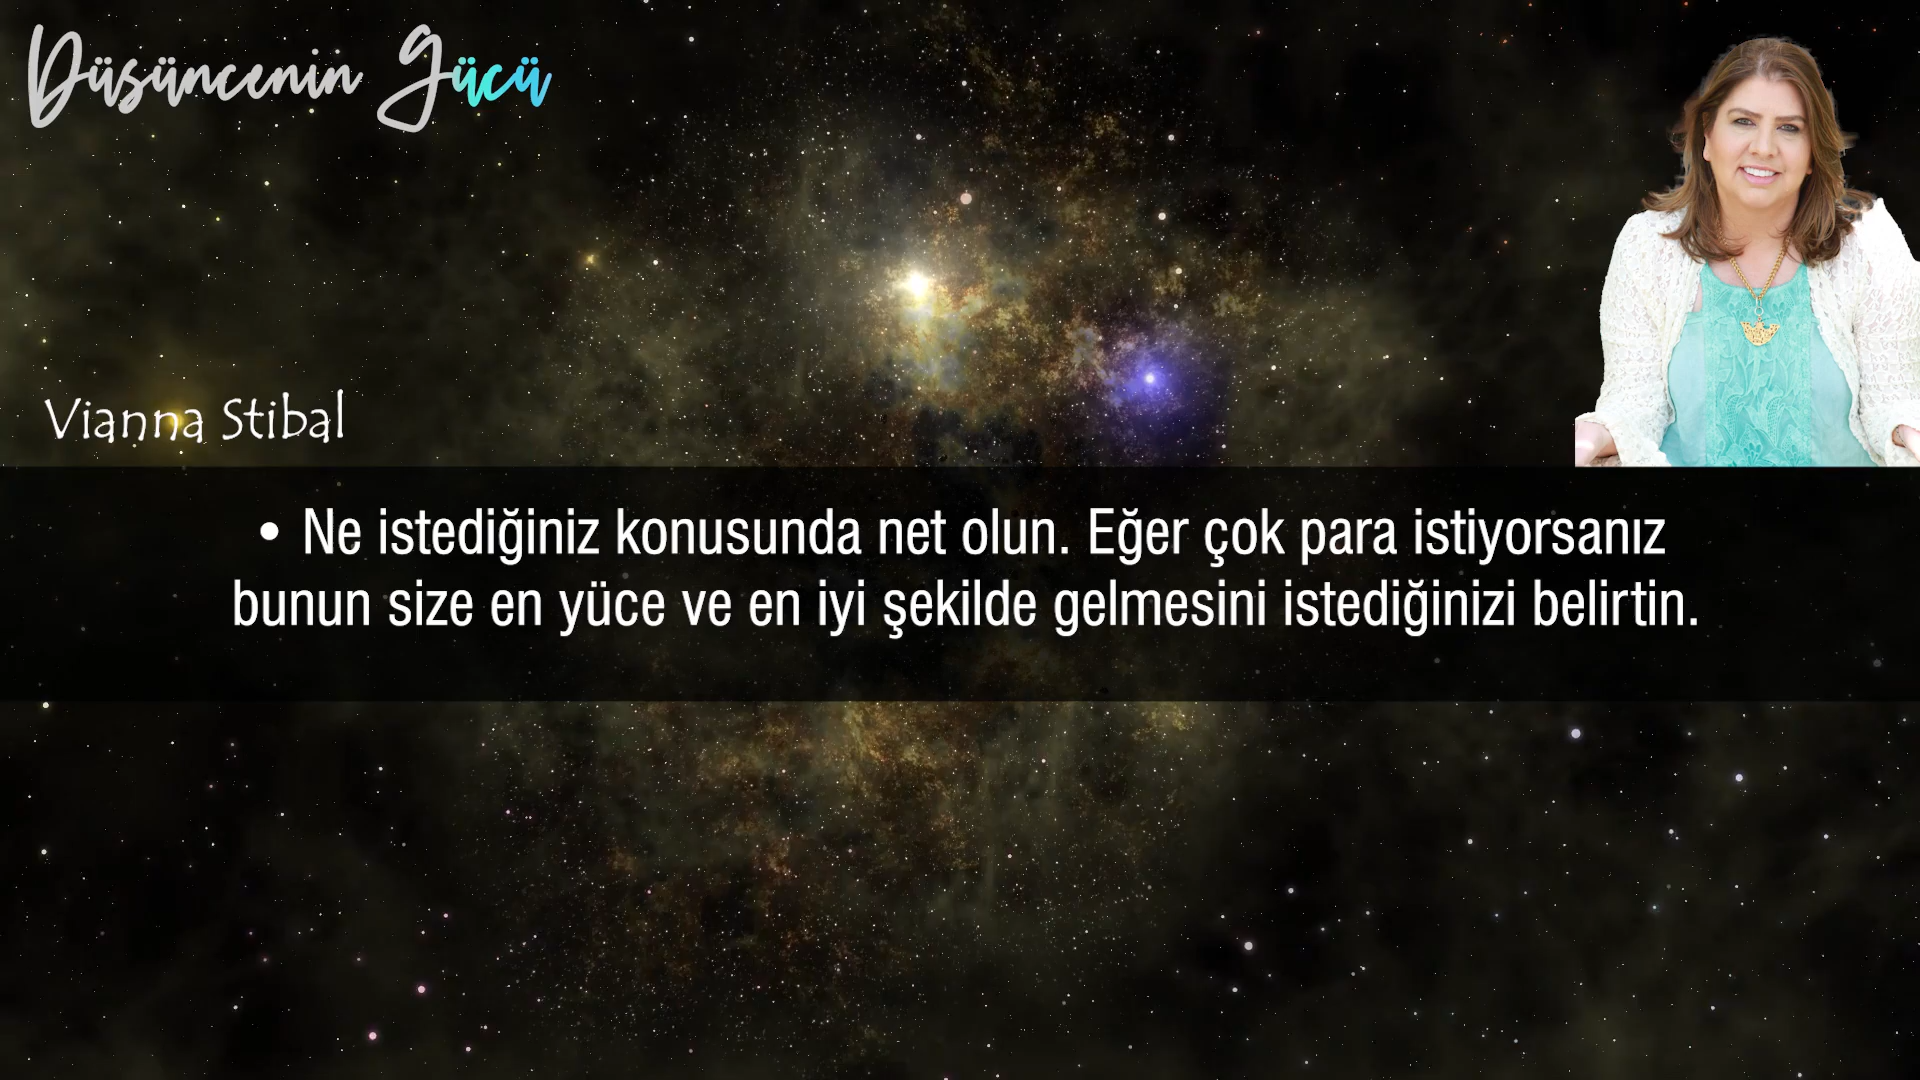 Düsüncenin Gücü
Vianna Stibal
• Ne istediğiniz konusunda net olun. Eğer çok para istiyorsanız
bunun size en yüce ve en iyi şekilde gelmesini istediğinizi belirtin.